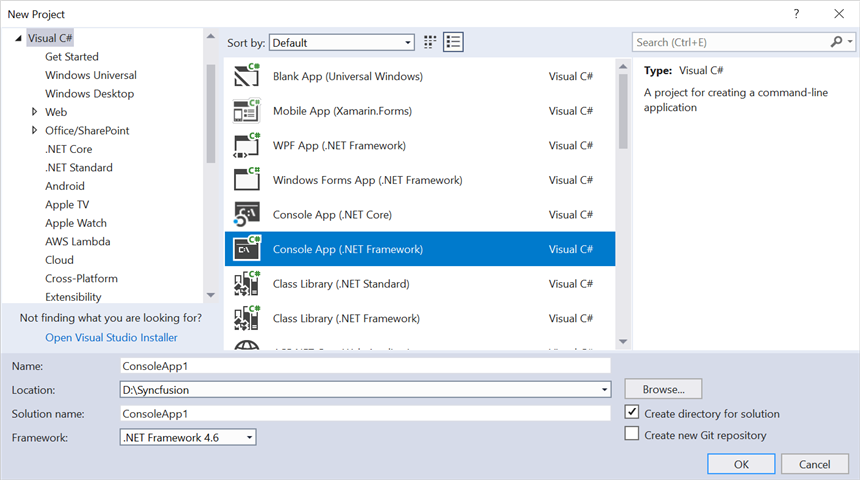 New Project
?
Visual C#
Get Started
Windows Universal
Windows Desktop
Web
Office/SharePoint
.NET Core
.NET Standard
Android
Apple TV
Apple Watch
AWS Lambda
Cloud
Cross-Platform
Extensibility
Not finding what you are looking for?
Open Visual Studio Installer
Sort by: Default
Search (Ctrl+E)
Blank App (Universal Windows) Visual C#
Mobile App (Xamarin.Forms) Visual C#
WPF App (.NET Framework) Visual C#
Windows Forms App (.NET Framework) Visual C#
Console App (.NET Core) Visual C#
Console App (.NET Framework) Visual C#
Class Library (.NET Standard) Visual C#
Class Library (.NET Framework) Visual C#
Type: Visual C#
A project for creating a command-line
application
Name: ConsoleApp1
Location: D:\Syncfusion Browse...
Solution name: ConsoleApp1
Create directory for solution
Framework: .NET Framework 4.6
Create new Git repository
OK Cancel